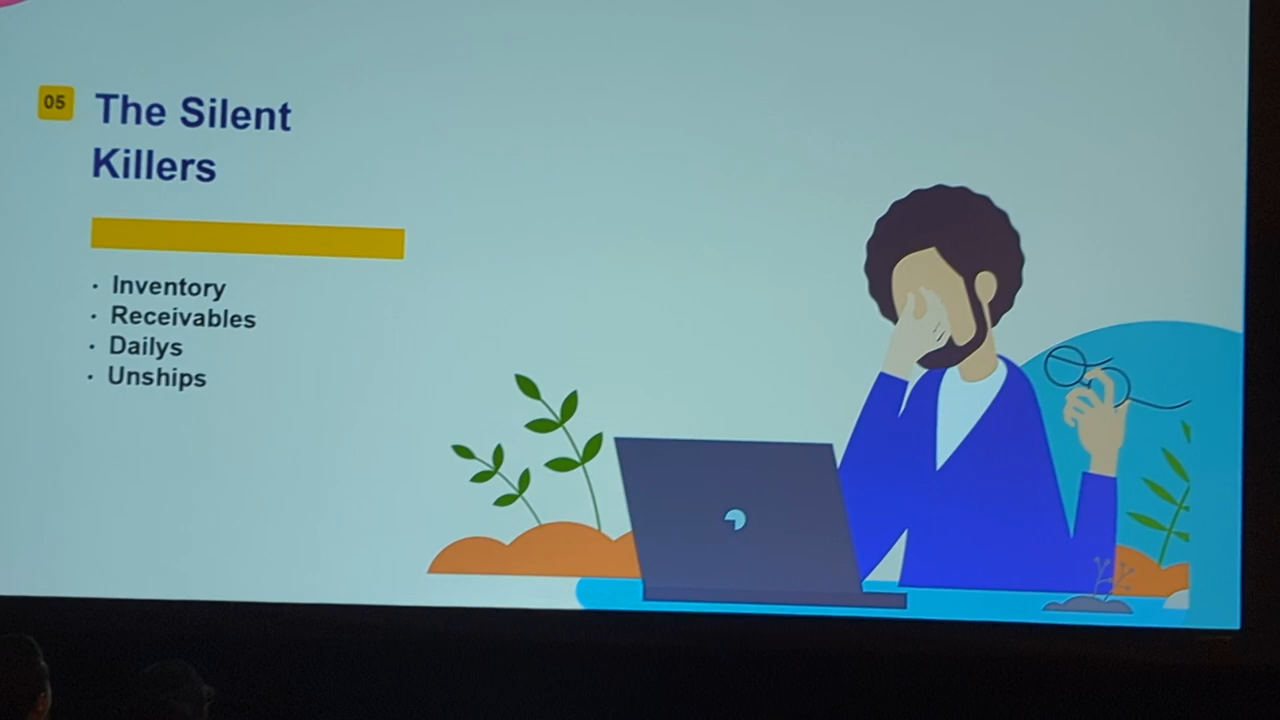 05
The Silent
Killers
· Inventory
· Receivables
· Dailys
· Unships